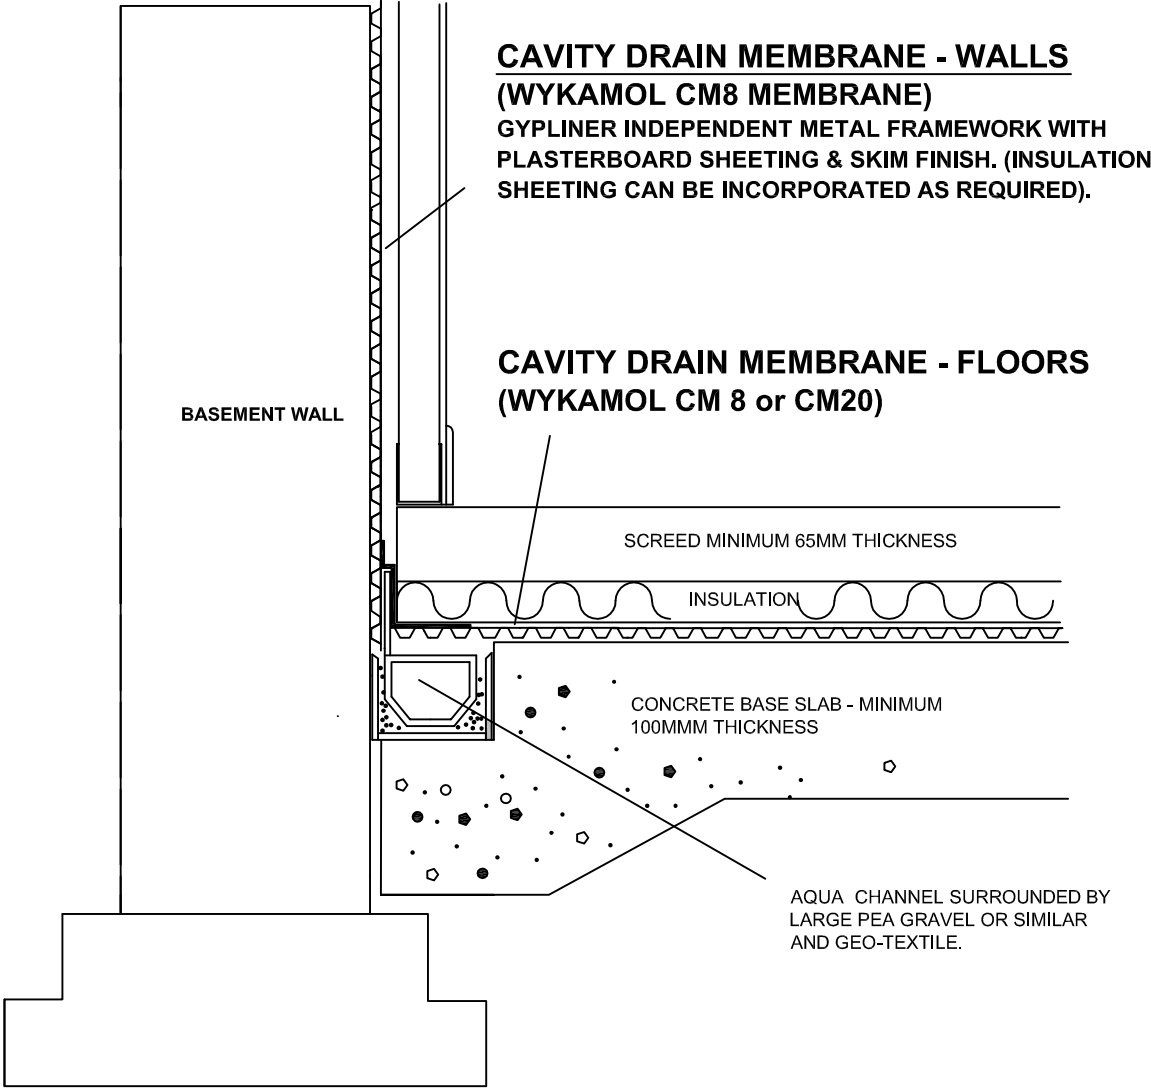 CAVITY DRAIN MEMBRANE - WALLS
(WYKAMOL CM8 MEMBRANE)
GYPLINER INDEPENDENT METAL FRAMEWORK WITH
PLASTERBOARD SHEETING & SKIM FINISH. (INSULATION
SHEETING CAN BE INCORPORATED AS REQUIRED).
CAVITY DRAIN MEMBRANE - FLOORS
(WYKAMOL CM 8 or CM20)
BASEMENT WALL
SCREED MINIMUM 65MM THICKNESS
INSULATION
CONCRETE BASE SLAB - MINIMUM
100MMM THICKNESS
AQUA CHANNEL SURROUNDED BY
LARGE PEA GRAVEL OR SIMILAR
AND GEO-TEXTILE.